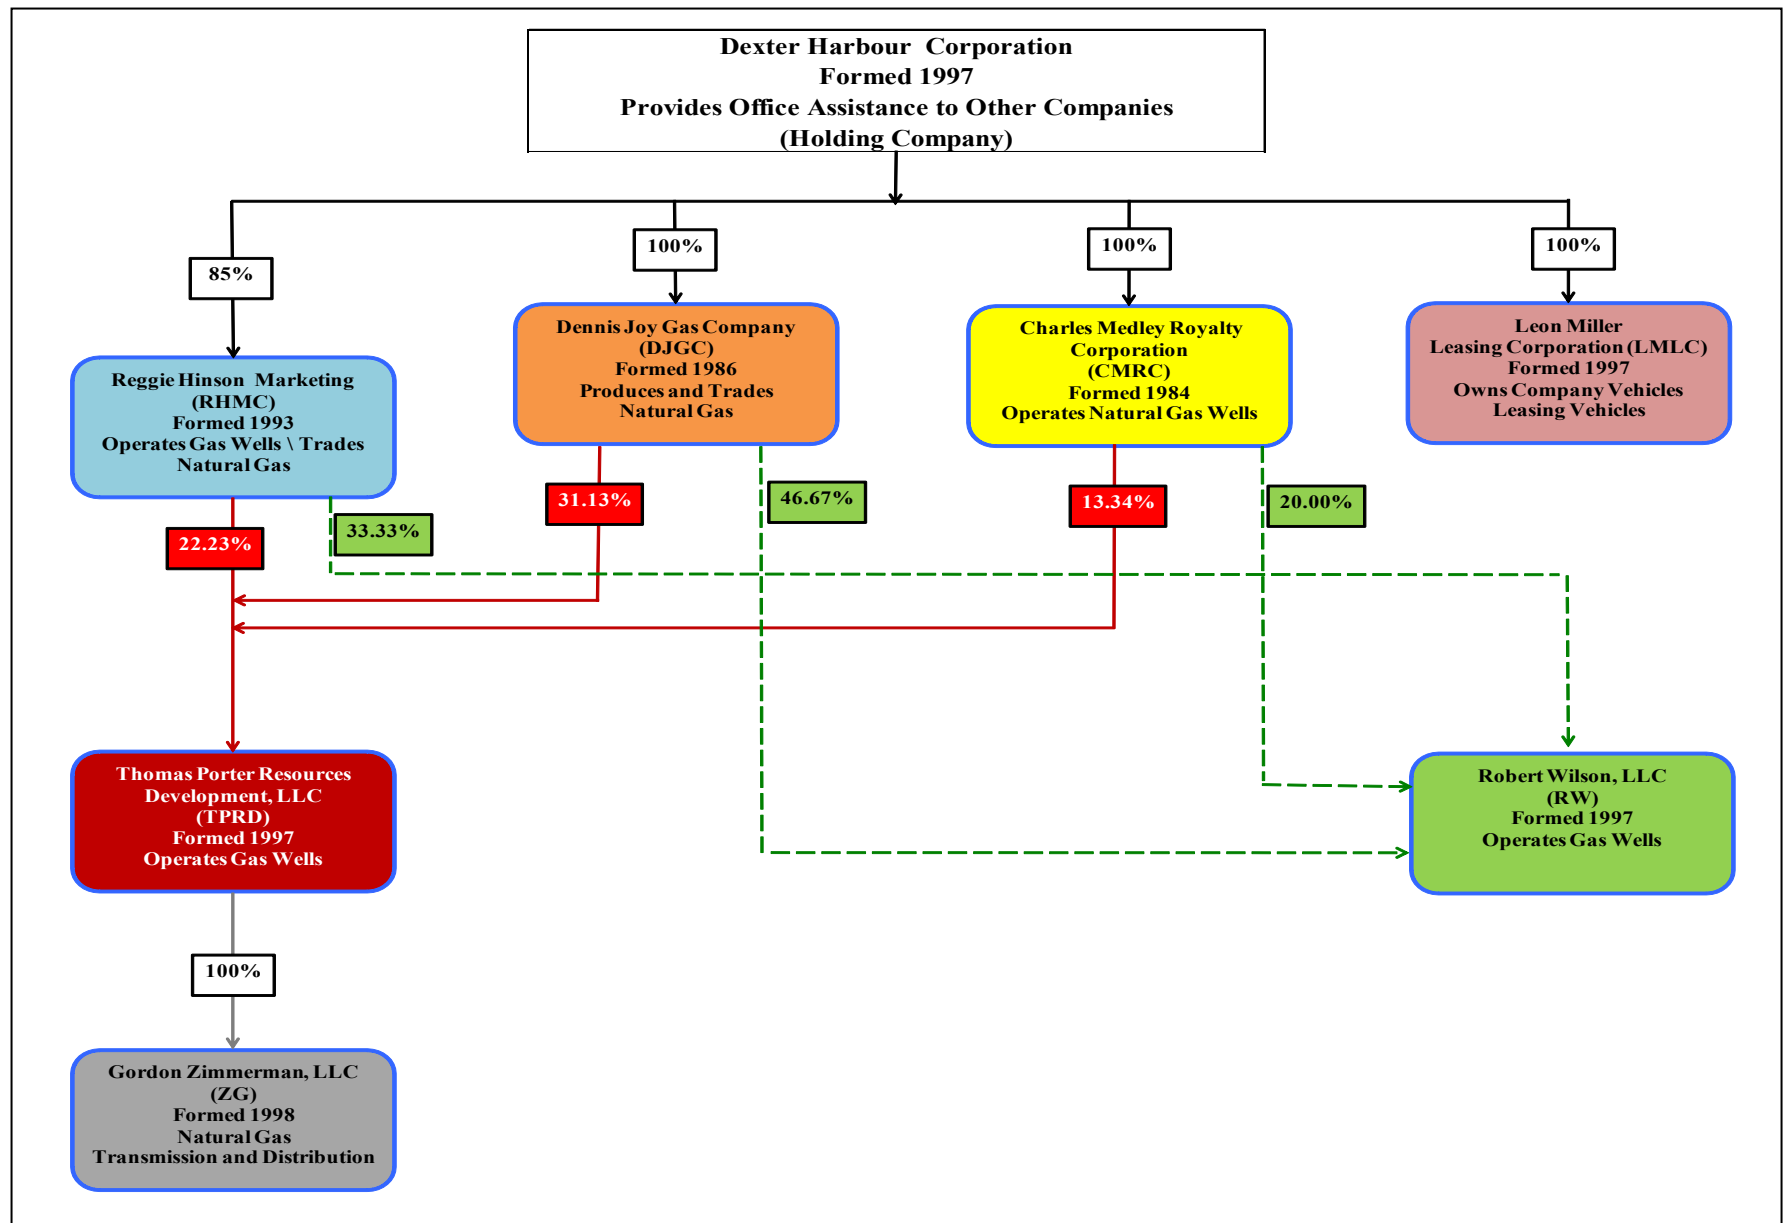 Dexter Harbour Corporation
Formed 1997
Provides Office Assistance to Other Companies
(Holding Company)
85%
100%
100%
100%
Reggie Hinson Marketing
(RHMC)
Formed 1993
Operates Gas Wells \ Trades
Natural Gas
Dennis Joy Gas Company
(DJGC)
Formed 1986
Produces and Trades
Natural Gas
Charles Medley Royalty
Corporation
(CMRC)
Formed 1984
Operates Natural Gas Wells
Leon Miller
Leasing Corporation (LMLC)
Formed 1997
Owns Company Vehicles
Leasing Vehicles
22.23%
33.33%
31.13%
46.67%
13.34%
20.00%
Thomas Porter Resources
Development, LLC
(TPRD)
Formed 1997
Operates Gas Wells
Robert Wilson, LLC
(RW)
Formed 1997
Operates Gas Wells
100%
Gordon Zimmerman, LLC
(ZG)
Formed 1998
Natural Gas
Transmission and Distribution